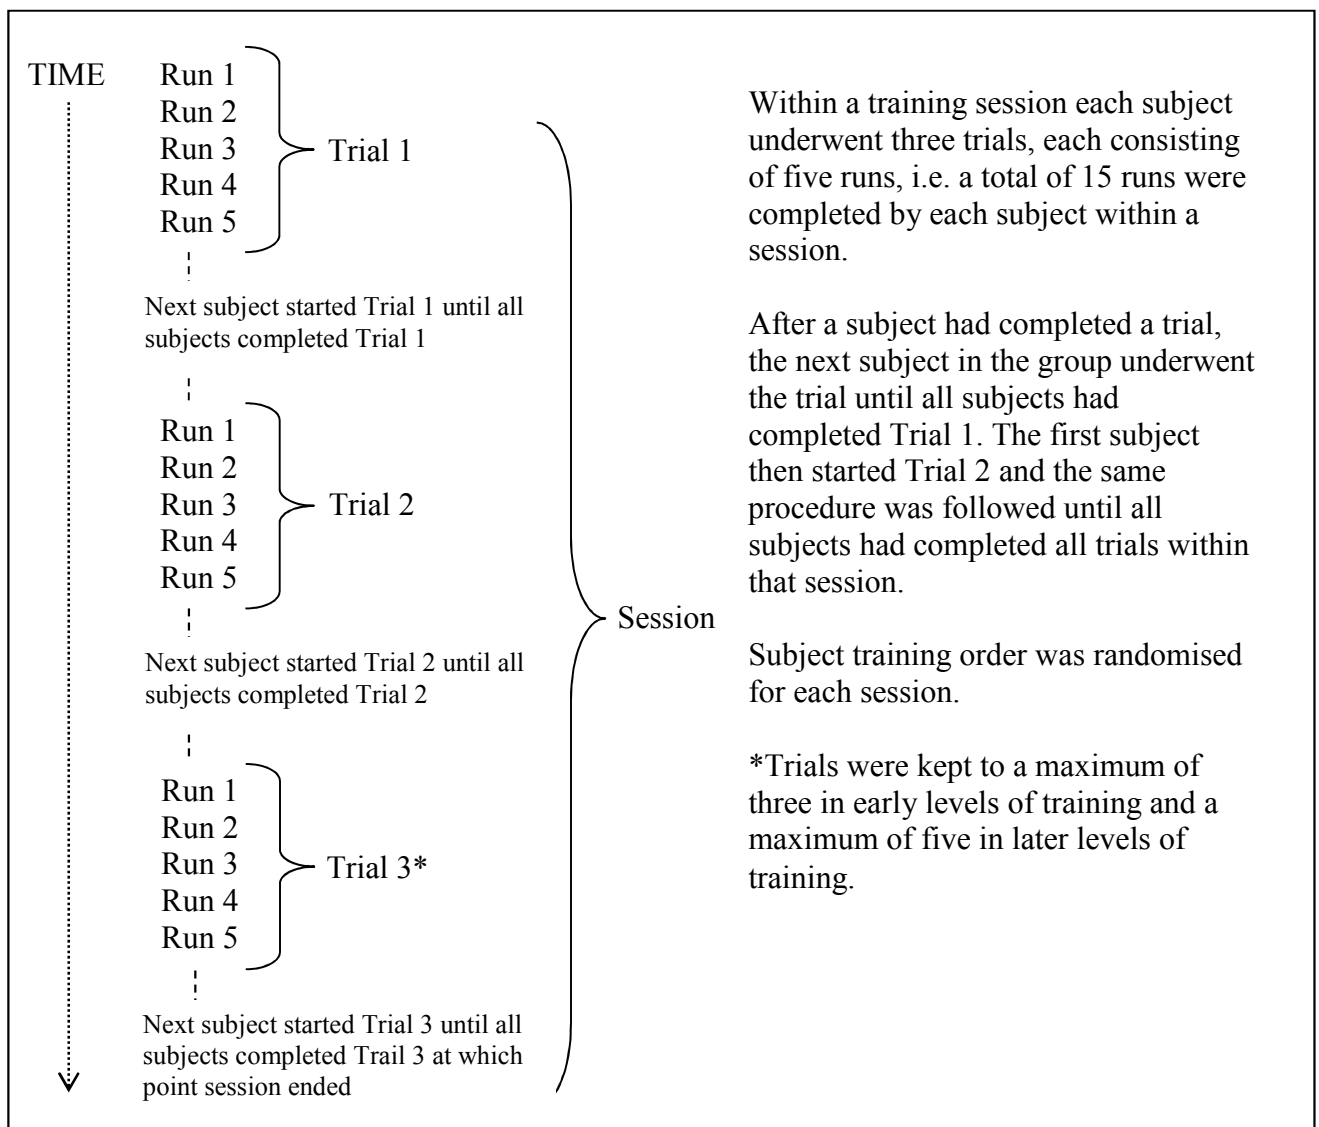 TIME
Run 1
Run 2
Run 3
Run 4
Run 5
Trial 1
Next subject started Trial 1 until all
subjects completed Trial 1
Run 1
Run 2
Run 3
Run 4
Run 5
Trial 2
Next subject started Trial 2 until all
subjects completed Trial 2
Run 1
Run 2
Run 3
Run 4
Run 5
Trial 3*
Next subject started Trial 3 until all
subjects completed Trail 3 at which
point session ended
Session
Within a training session each subject
underwent three trials, each consisting
of five runs, i.e. a total of 15 runs were
completed by each subject within a
session.
After a subject had completed a trial,
the next subject in the group underwent
the trial until all subjects had
completed Trial 1. The first subject
then started Trial 2 and the same
procedure was followed until all
subjects had completed all trials within
that session.
Subject training order was randomised
for each session.
*Trials were kept to a maximum of
three in early levels of training and a
maximum of five in later levels of
training.